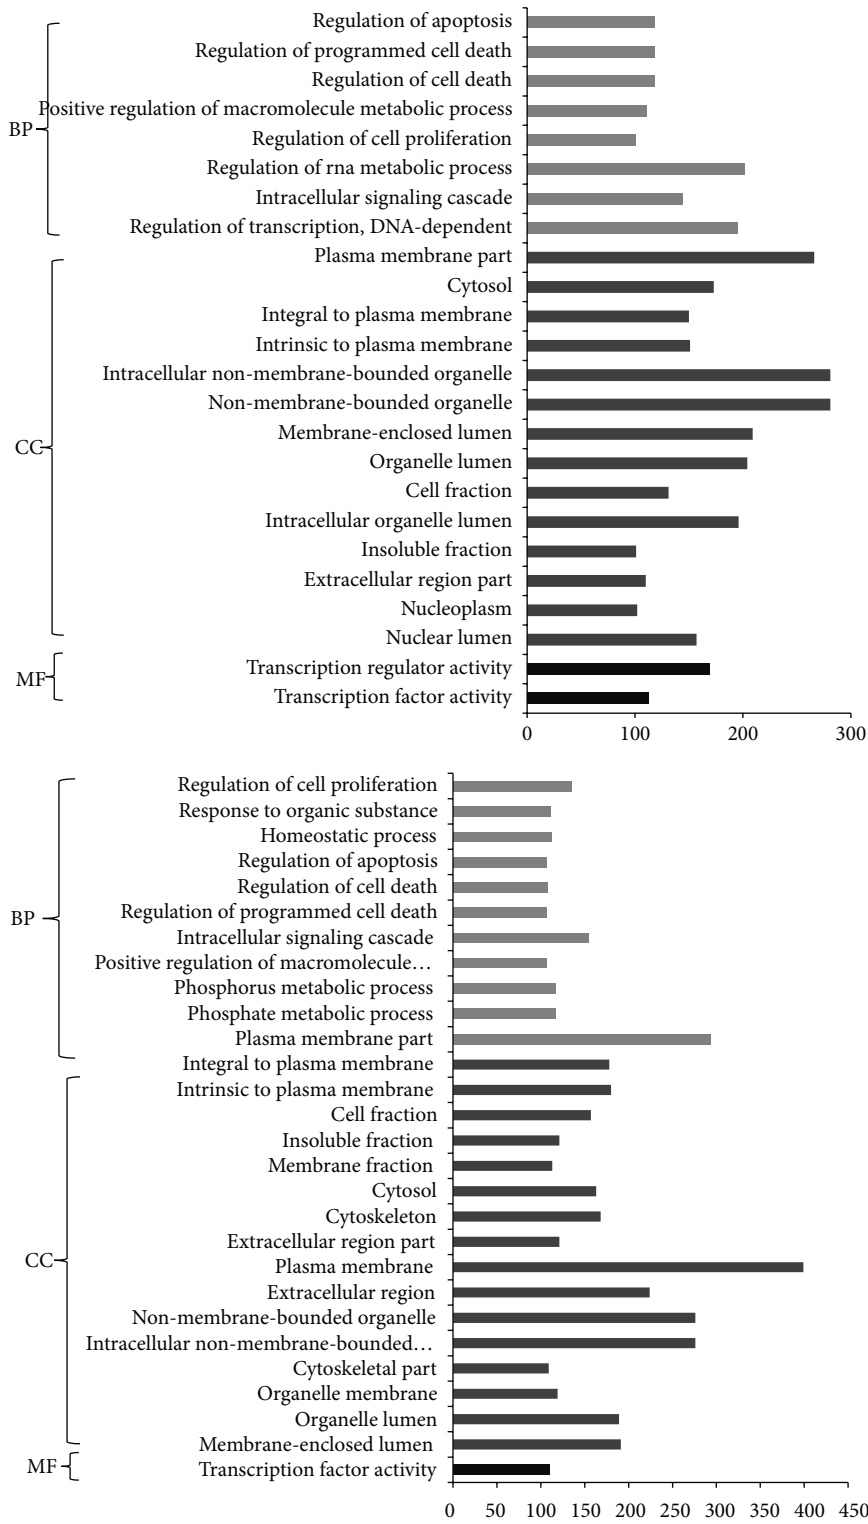 Regulation of apoptosis
Regulation of programmed cell death
Regulation of cell death
Positive regulation of macromolecule metabolic process
BP
Regulation of cell proliferation
Regulation of rna metabolic process
Intracellular signaling cascade
Regulation of transcription, DNA-dependent
Plasma membrane part
Cytosol
Integral to plasma membrane
Intrinsic to plasma membrane
Intracellular non-membrane-bounded organelle
Non-membrane-bounded organelle
Membrane-enclosed lumen
CC
Organelle lumen
Cell fraction
Intracellular organelle lumen
Insoluble fraction
Extracellular region part
Nucleoplasm
Nuclear lumen
Transcription regulator activity
MF
Transcription factor activity
0 100 200 300
Regulation of cell proliferation
Response to organic substance
Homeostatic process
Regulation of apoptosis
Regulation of cell death
Regulation of programmed cell death
BP
Intracellular signaling cascade
Positive regulation of macromolecule…
Phosphorus metabolic process
Phosphate metabolic process
Plasma membrane part
Integral to plasma membrane
Intrinsic to plasma membrane
Cell fraction
Insoluble fraction
Membrane fraction
Cytosol
Cytoskeleton
Extracellular region part
CC
Plasma membrane
Extracellular region
Non-membrane-bounded organelle
Intracellular non-membrane-bounded…
Cytoskeletal part
Organelle membrane
Organelle lumen
Membrane-enclosed lumen
MF
Transcription factor activity
0 50 100 150 200 250 300 350 400 450